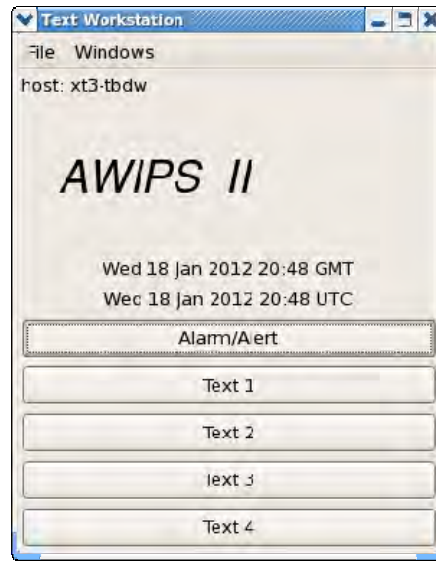 Text Workstation
File Windows
host: xt3-tbdw
AWIPS II
Wed 18 Jan 2012 20:48 GMT
Wed 18 Jan 2012 20:48 UTC
Alarm/Alert
Text 1
Text 2
Text 3
Text 4